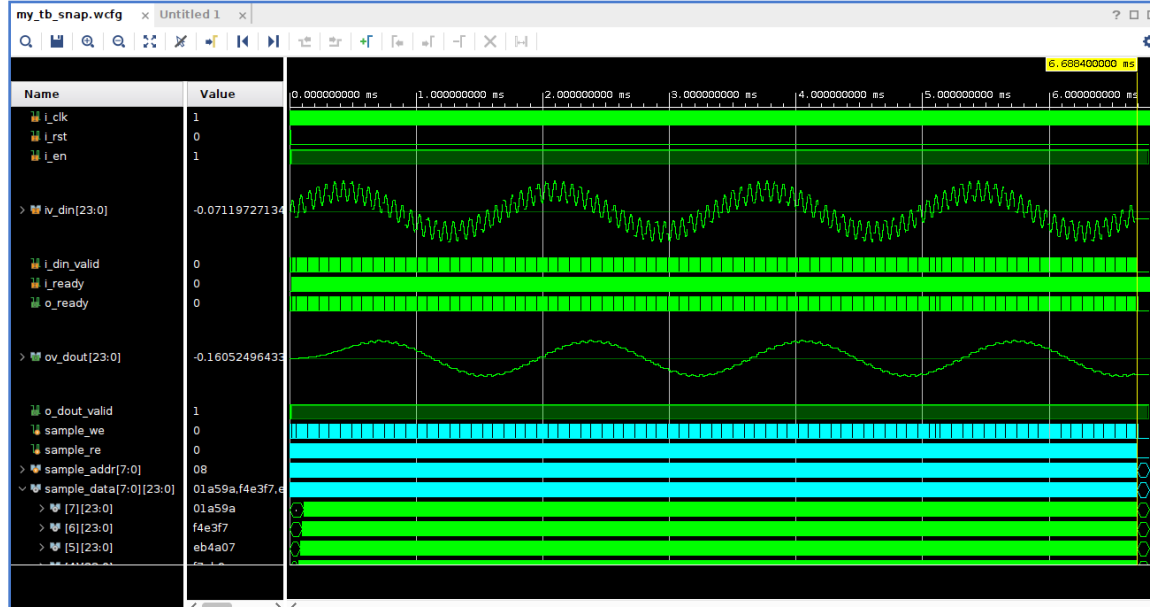 my_tb_snap.wcfg x Untitled 1 x
?
6.688400000 ms
Name Value
0.000000000 ms 1.000000000 ms 2.000000000 ms 3.000000000 ms 4.000000000 ms 5.000000000 ms 6.000000000 ms
i_clk 1
i_rst 0
i_en 1
iv_din[23:0] -0.07119727134
i_din_valid 0
i_ready 0
o_ready 0
ov_dout[23:0] -0.16052496433
o_dout_valid 1
sample_we 0
sample_re 0
sample_addr[7:0] 08
sample_data[7:0][23:0] 01a59a,f4e3f7,e
[7][23:0] 01a59a
[6][23:0] f4e3f7
[5][23:0] eb4a07